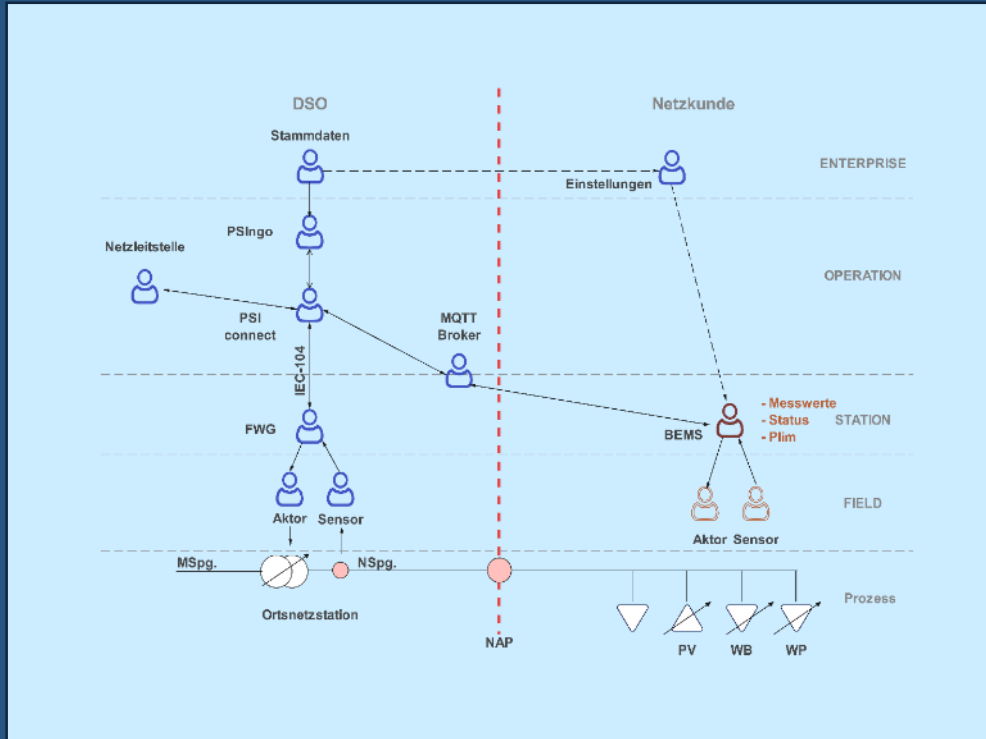 DSO
Netzkunde
Stammdaten
ENTERPRISE
Einstellungen
PSIngo
Netzleitstelle
OPERATION
PSI
connect
MQTT
Broker
IEC-104
- Messwerte
- Status
- Plim
STATION
FWG
BEMS
FIELD
Aktor
Sensor
Aktor
Sensor
MSpg.
NSpg.
Prozess
Ortsnetzstation
NAP
PV
WB
WP